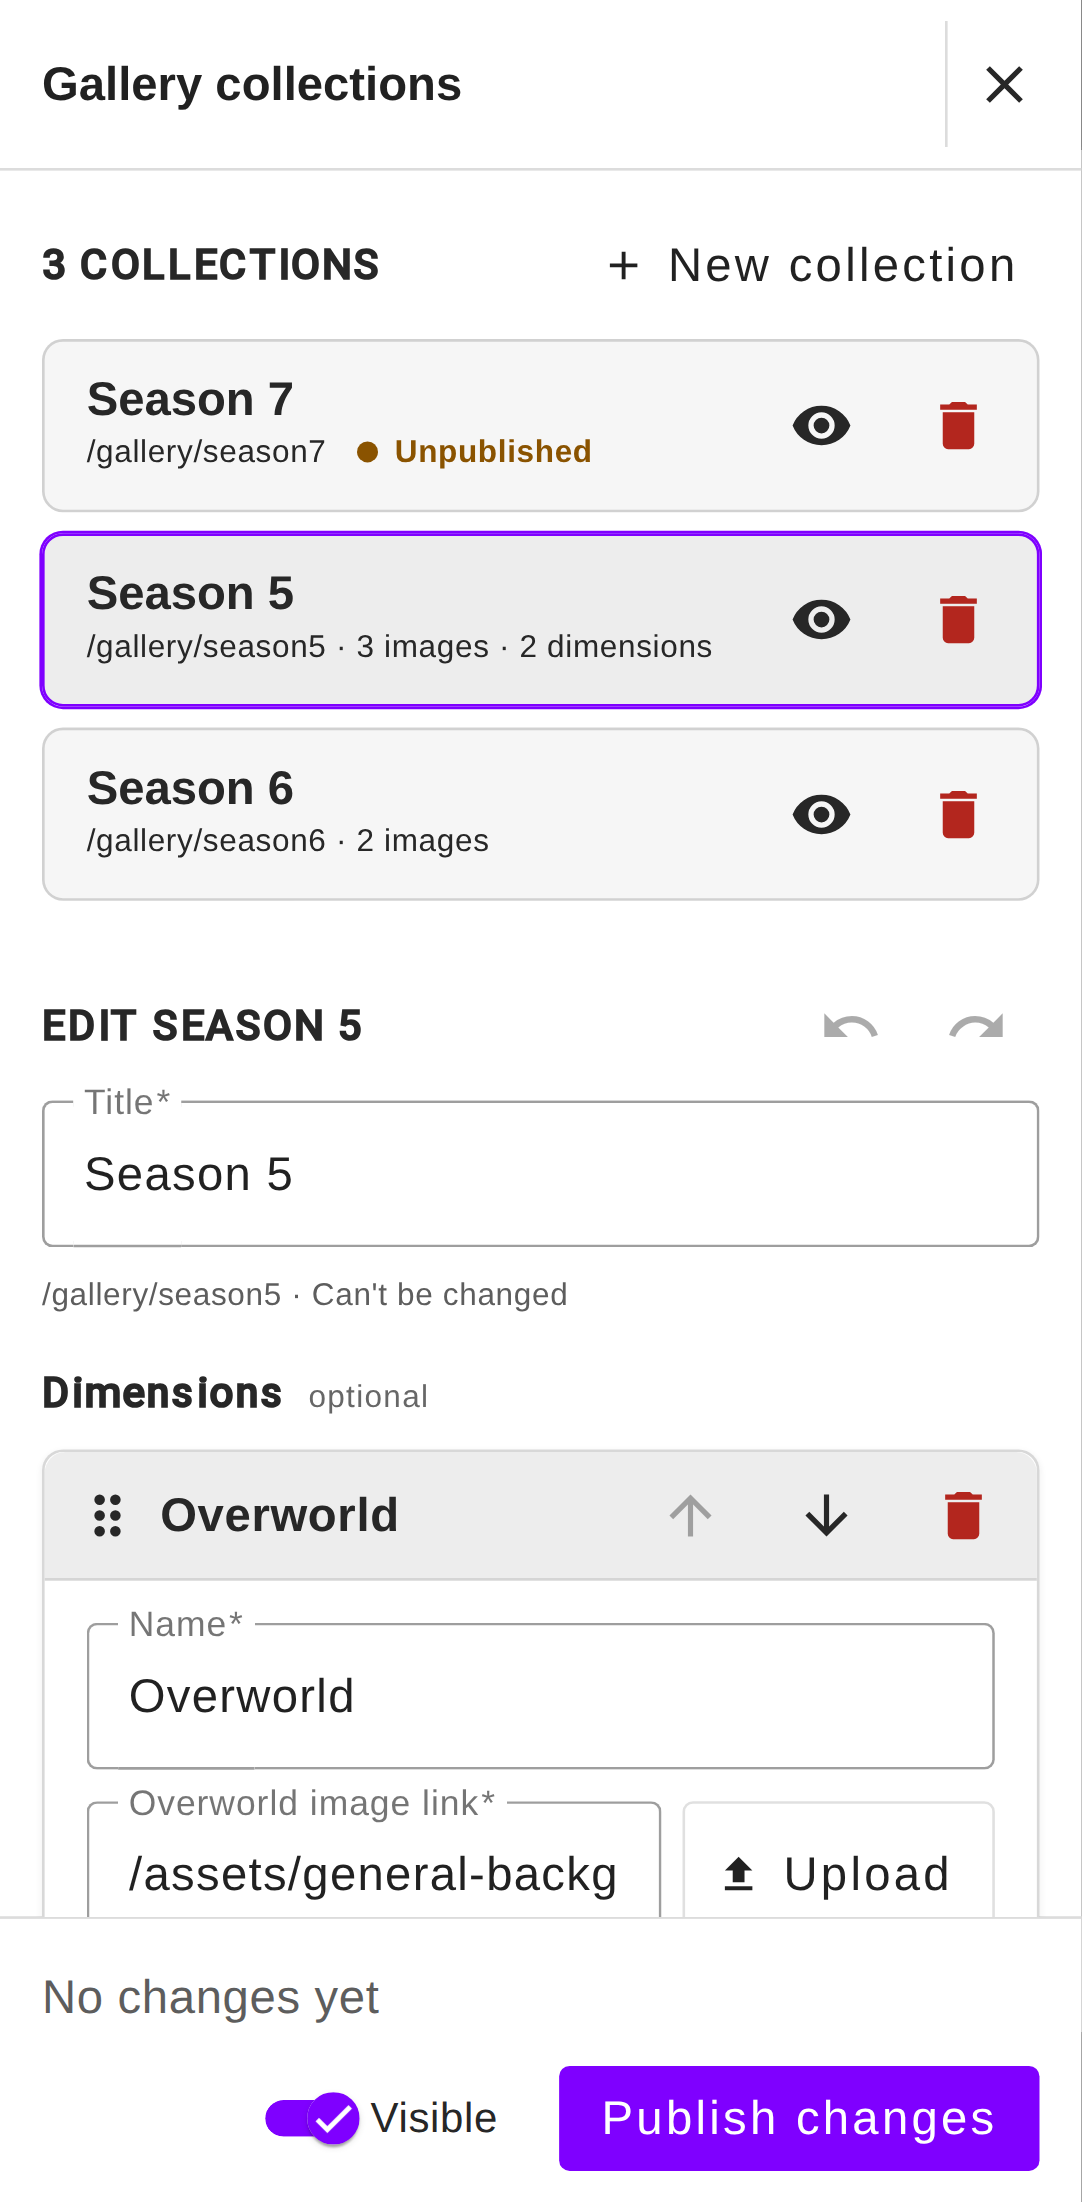 Gallery collections
3 COLLECTIONS
+ New collection
Season 7
/gallery/season7 Unpublished
Season 5
/gallery/season5 · 3 images · 2 dimensions
Season 6
/gallery/season6 · 2 images
EDIT SEASON 5
Title*
Season 5
/gallery/season5 · Can't be changed
Dimensions optional
Overworld
Name*
Overworld
Overworld image link*
/assets/general-backg
Upload
No changes yet
Visible
Publish changes